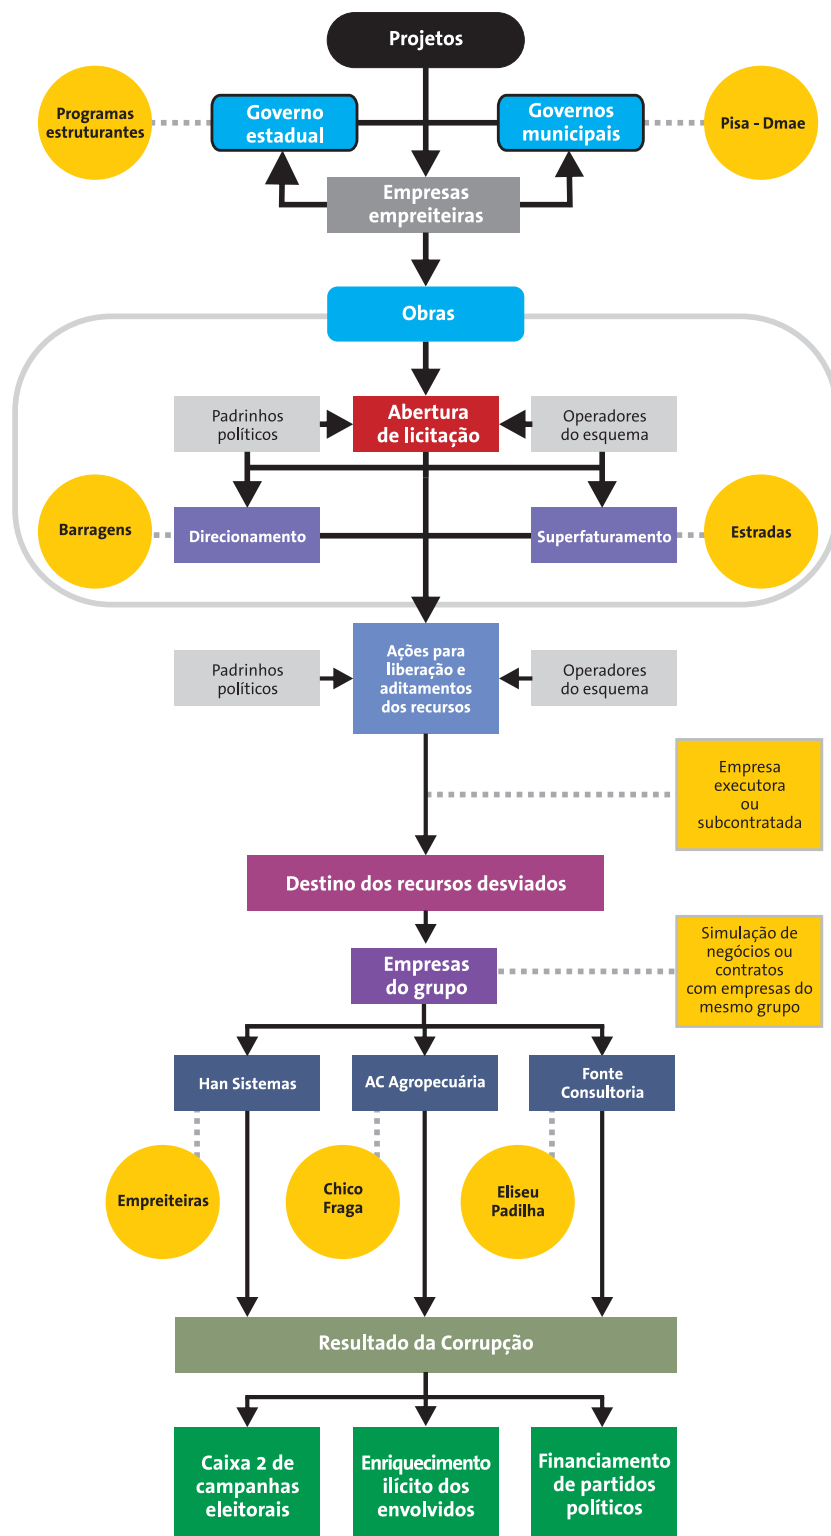 Projetos
Programas
estruturantes
Governo
estadual
Governos
municipais
Pisa - Dmae
Empresas
empreiteiras
Obras
Padrinhos
políticos
Abertura
de licitação
Operadores
do esquema
Barragens
Direcionamento
Superfaturamento
Estradas
Padrinhos
políticos
Ações para
liberação e
aditamentos
dos recursos
Operadores
do esquema
Empresa
executora
ou
subcontratada
Destino dos recursos desviados
Empresas
do grupo
Simulação de
negócios ou
contratos
com empresas do
mesmo grupo
Han Sistemas
AC Agropecuária
Fonte
Consultoria
Empreiteiras
Chico
Fraga
Eliseu
Padilha
Resultado da Corrupção
Caixa 2 de
campanhas
eleitorais
Enriquecimento
ilícito dos
envolvidos
Financiamento
de partidos
políticos